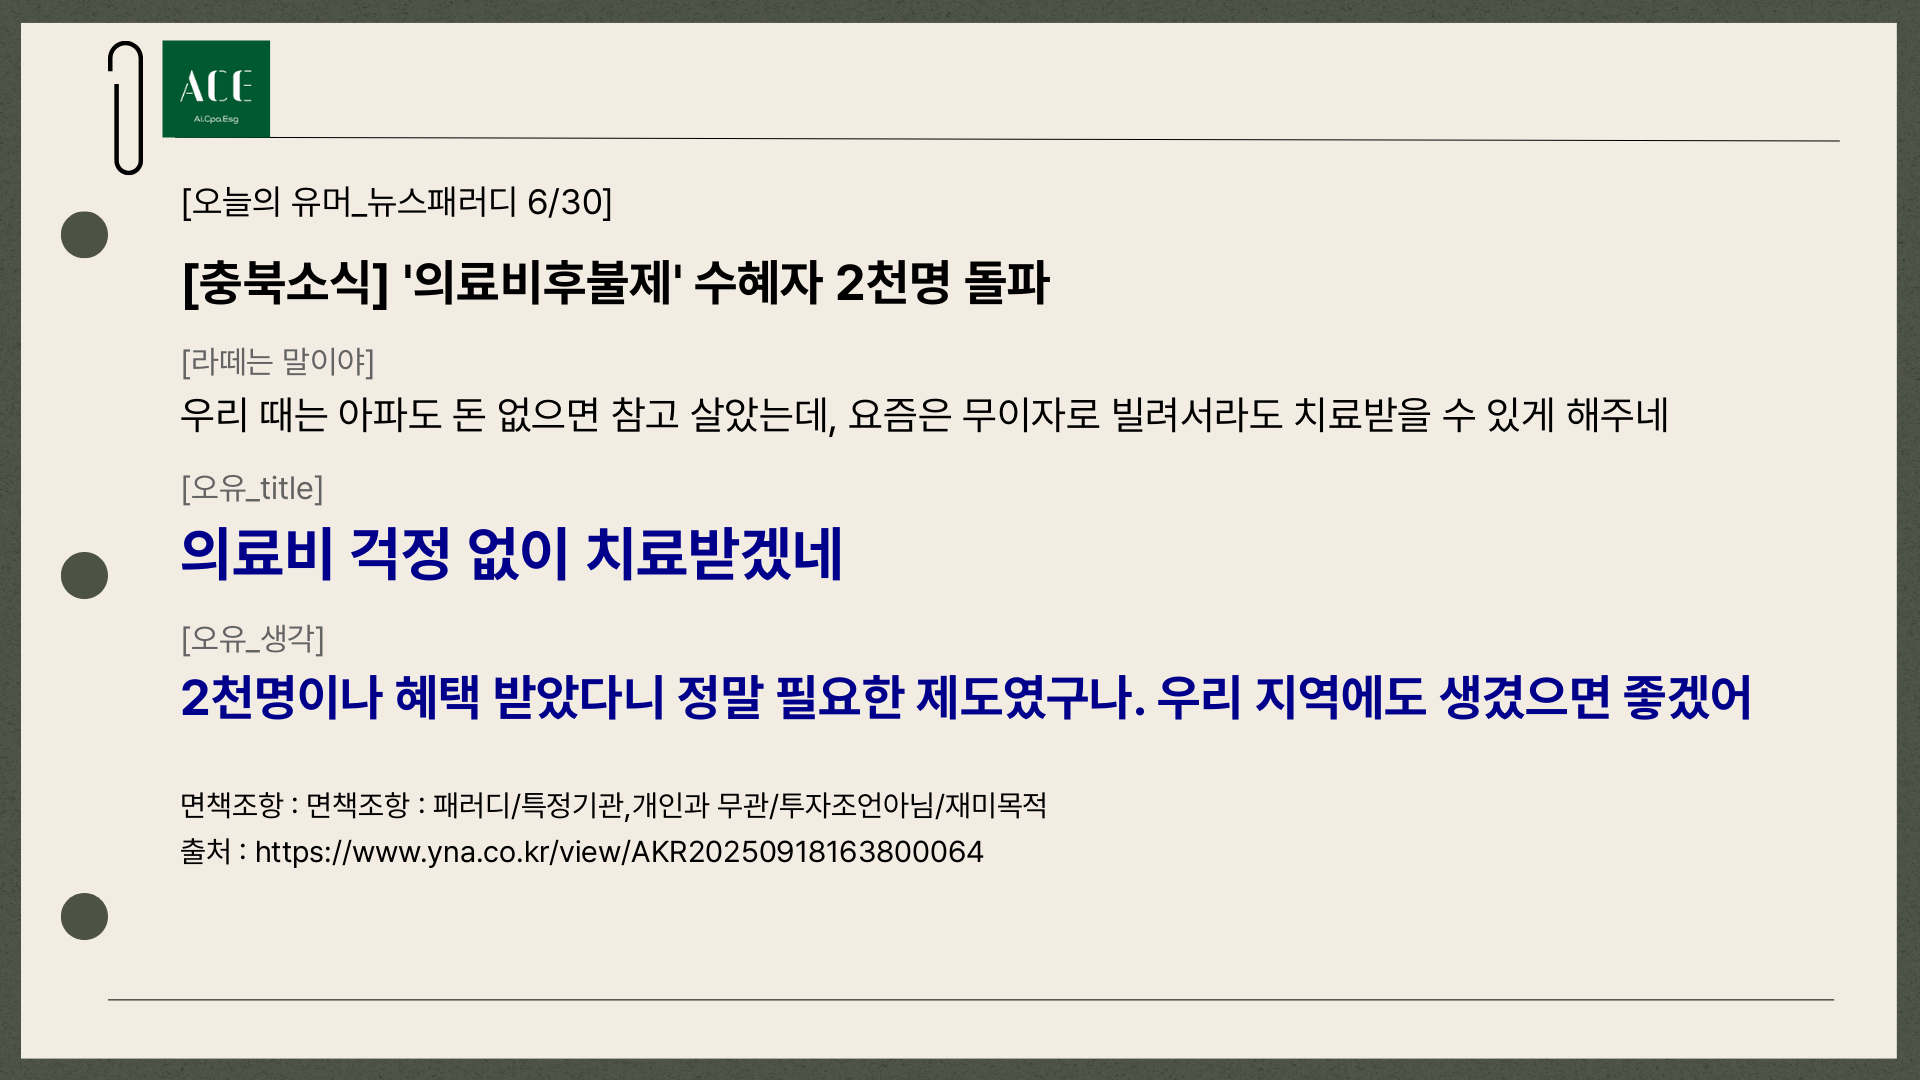 ACE
Ai.Cpa.Esg
[오늘의 유머_뉴스패러디 6/30]
[충북소식] '의료비후불제' 수혜자 2천명 돌파
[라떼는 말이야]
우리 때는 아파도 돈 없으면 참고 살았는데, 요즘은 무이자로 빌려서라도 치료받을 수 있게 해주네
[오유_title]
의료비 걱정 없이 치료받겠네
[오유_생각]
2천명이나 혜택 받았다니 정말 필요한 제도였구나. 우리 지역에도 생겼으면 좋겠어
면책조항 : 면책조항 : 패러디/특정기관,개인과 무관/투자조언아님/재미목적
출처 : https://www.yna.co.kr/view/AKR20250918163800064